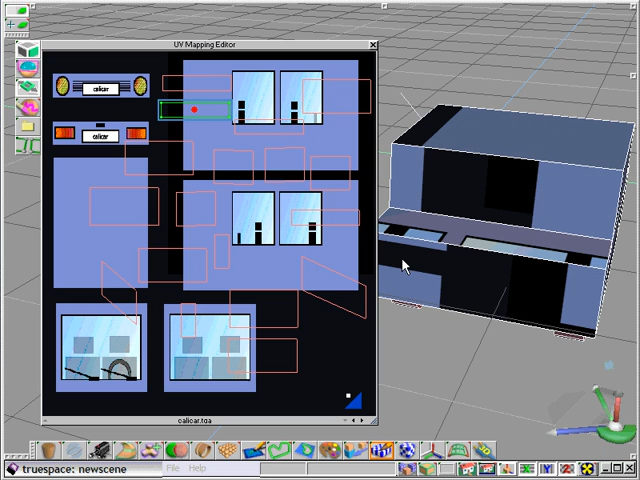 UV Mapping Editor
calicar
calicar
calicar.tga
truespace: newscene
File Help
X Y Z